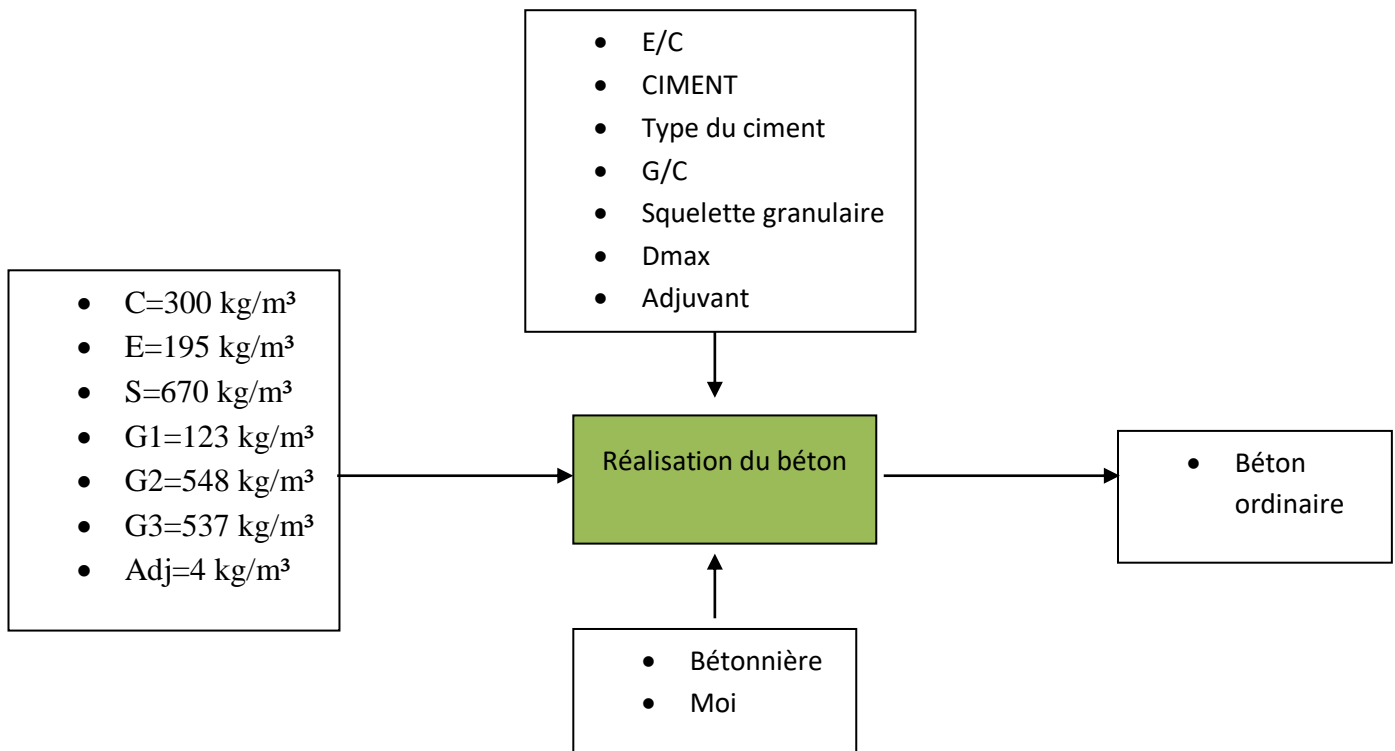 • E/C
• CIMENT
• Type du ciment
• G/C
• Squelette granulaire
• Dmax
• Adjuvant
• C=300 kg/m³
• E=195 kg/m³
• S=670 kg/m³
• G1=123 kg/m³
• G2=548 kg/m³
• G3=537 kg/m³
• Adj=4 kg/m³
Réalisation du béton
• Béton
ordinaire
• Bétonnière
• Moi